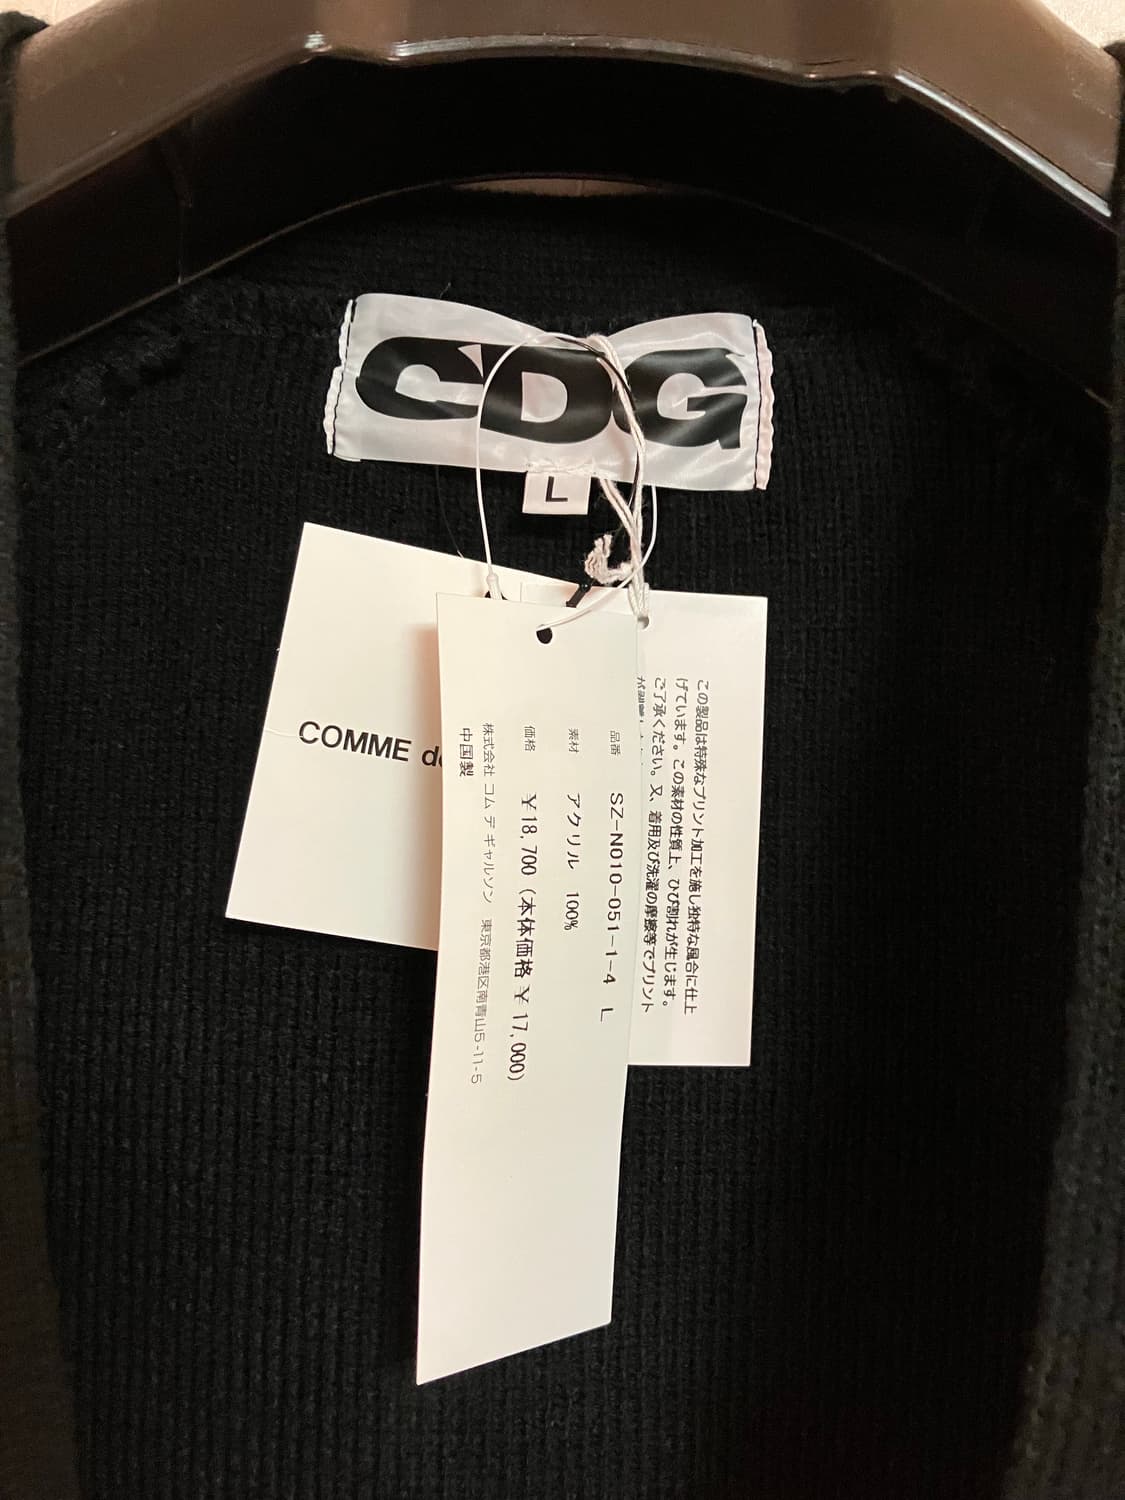 CDG
L
COMME
品番 SZ-N010-051-1-4 L
素材 アクリル 100%
価格 ¥18,700(本体価格¥17,000)
株式会社 コム デ ギャルソン 東京都港区南青山5-11-5
中国製
この製品は特殊なプリント加工を施し独特な風合に仕上
げています。この素材の性質上、ひび割れが生じます。
ご了承ください。又、着用及び洗濯の摩擦等でプリント